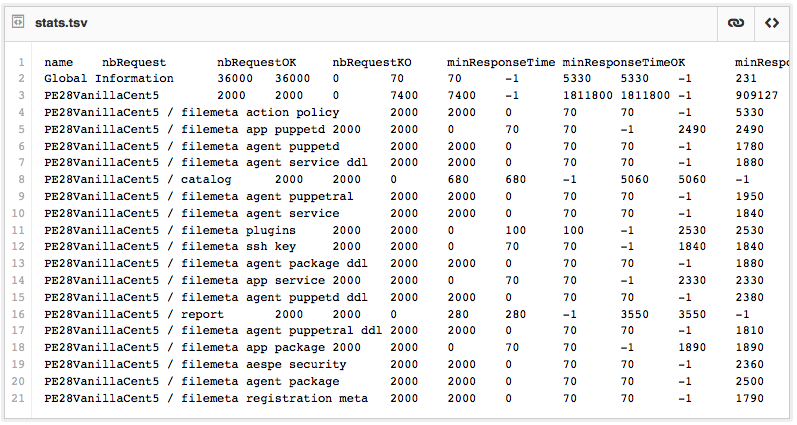 stats.tsv
1 name nbRequest nbRequestOK nbRequestKO minResponseTime minResponseTimeOK minRespo
2 Global Information 36000 36000 0 70 70 -1 5330 5330 -1 231
3 PE28VanillaCent5 2000 2000 0 7400 7400 -1 1811800 1811800 -1 909127
4 PE28VanillaCent5 / filemeta action policy 2000 2000 0 70 70 -1 5330
5 PE28VanillaCent5 / filemeta app puppetd 2000 2000 0 70 70 -1 2490 2490
6 PE28VanillaCent5 / filemeta agent puppetd 2000 2000 0 70 70 -1 1780
7 PE28VanillaCent5 / filemeta agent service ddl 2000 2000 0 70 70 -1 1880
8 PE28VanillaCent5 / catalog 2000 2000 0 680 680 -1 5060 5060 -1
9 PE28VanillaCent5 / filemeta agent puppetral 2000 2000 0 70 70 -1 1950
10 PE28VanillaCent5 / filemeta agent service 2000 2000 0 70 70 -1 1840
11 PE28VanillaCent5 / filemeta plugins 2000 2000 0 100 100 -1 2530 2530
12 PE28VanillaCent5 / filemeta ssh key 2000 2000 0 70 70 -1 1840 1840
13 PE28VanillaCent5 / filemeta agent package ddl 2000 2000 0 70 70 -1 1880
14 PE28VanillaCent5 / filemeta app service 2000 2000 0 70 70 -1 2330 2330
15 PE28VanillaCent5 / filemeta agent puppetd ddl 2000 2000 0 70 70 -1 2380
16 PE28VanillaCent5 / report 2000 2000 0 280 280 -1 3550 3550 -1
17 PE28VanillaCent5 / filemeta agent puppetral ddl 2000 2000 0 70 70 -1 1810
18 PE28VanillaCent5 / filemeta app package 2000 2000 0 70 70 -1 1890 1890
19 PE28VanillaCent5 / filemeta aespe security 2000 2000 0 70 70 -1 2360
20 PE28VanillaCent5 / filemeta agent package 2000 2000 0 70 70 -1 2500
21 PE28VanillaCent5 / filemeta registration meta 2000 2000 0 70 70 -1 1790